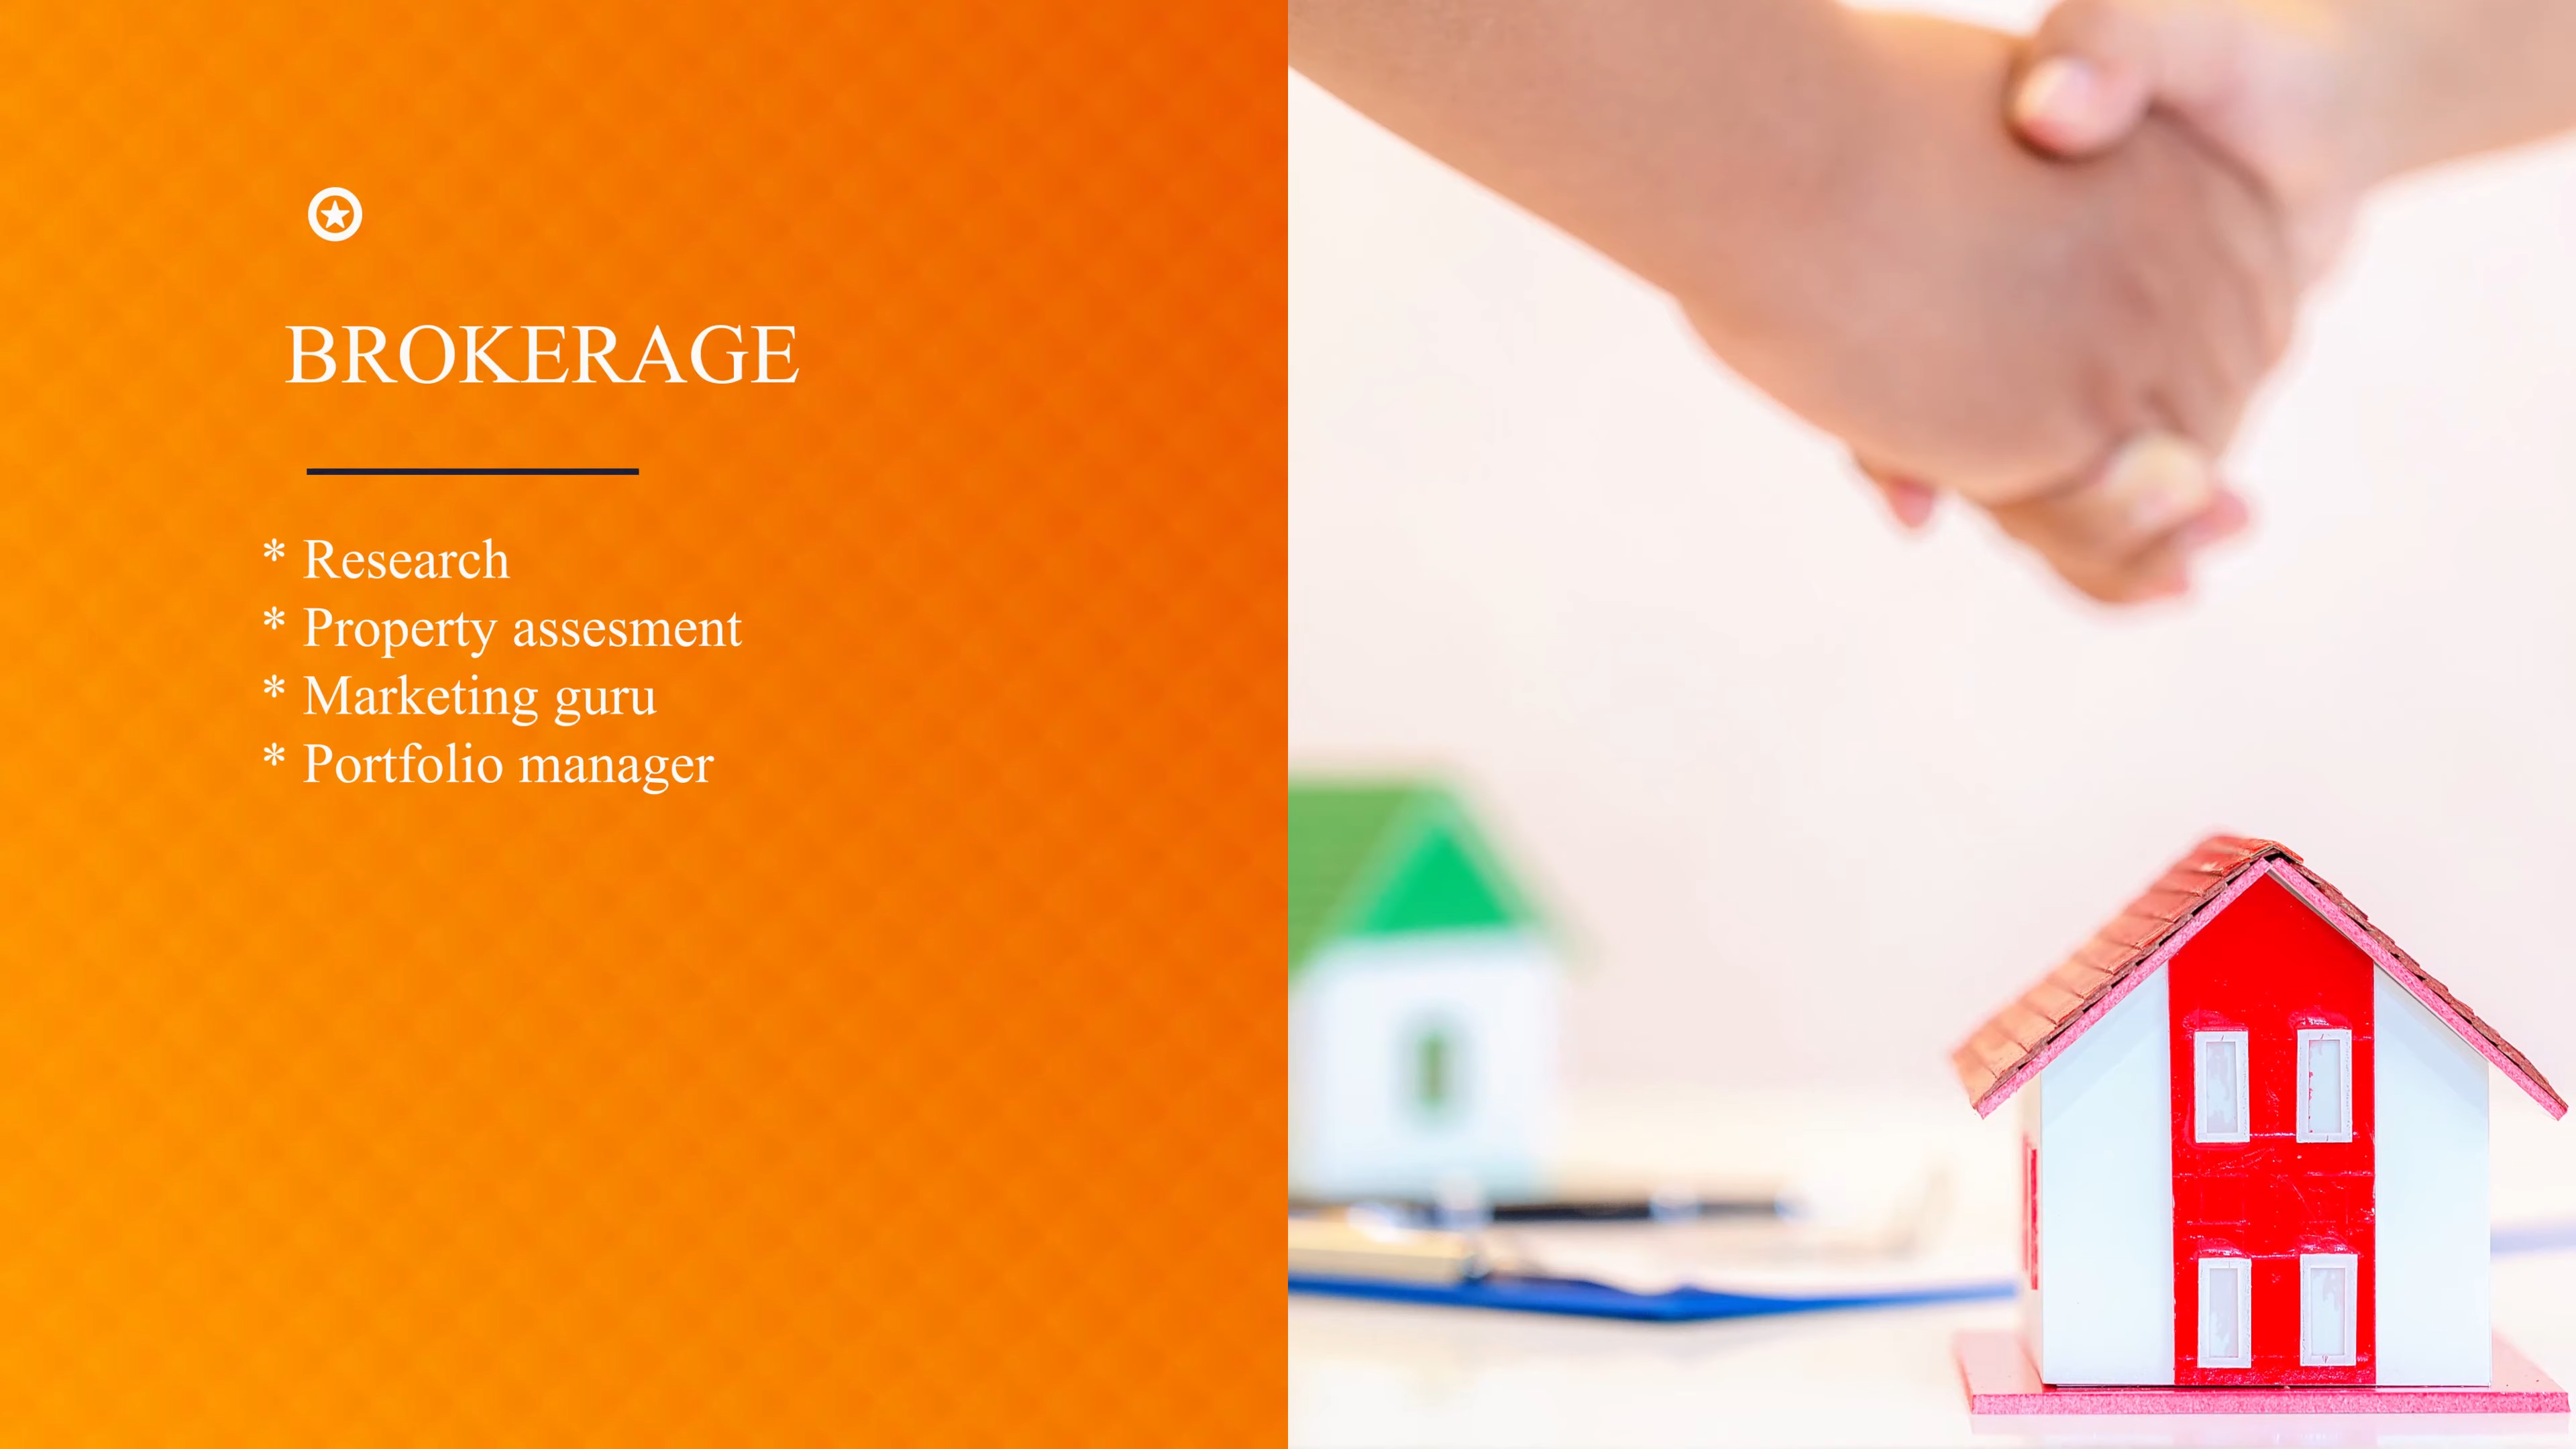 BROKERAGE
* Research
* Property assesment
* Marketing guru
* Portfolio manager